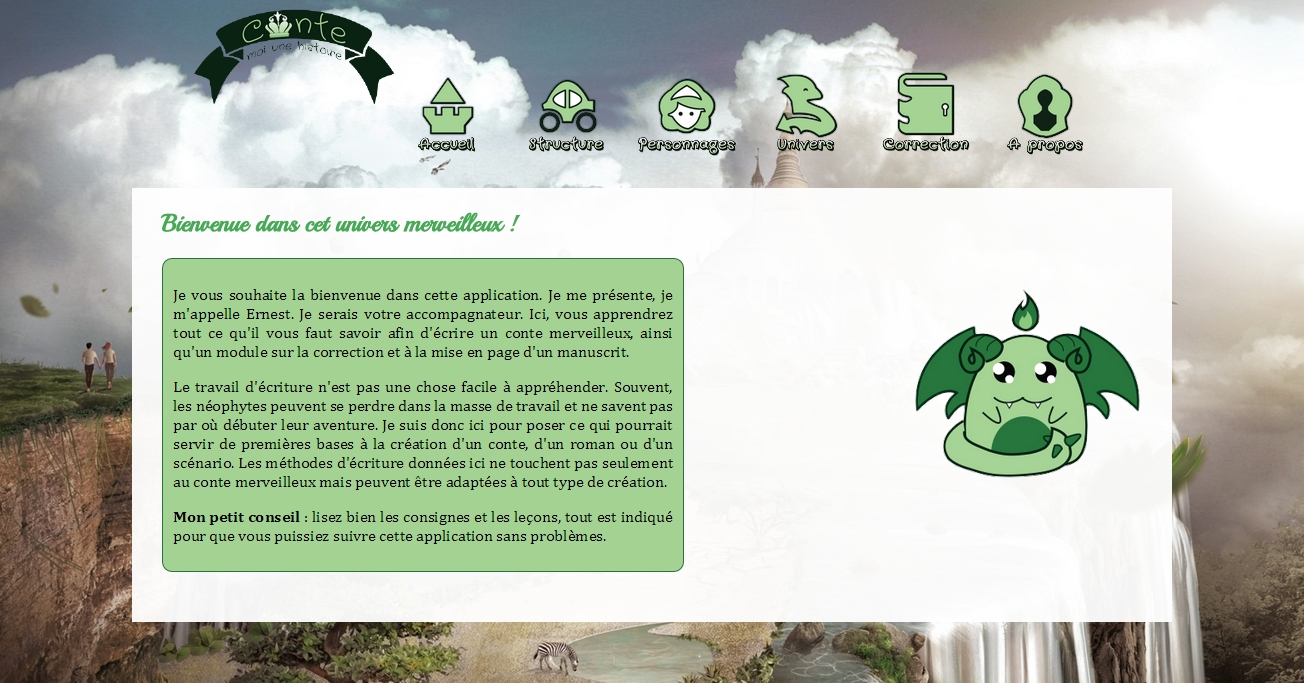 Conte
moi une histoire
Accueil
Structure
Personnages
Univers
Correction
A propos
Bienvenue dans cet univers merveilleux !
Je vous souhaite la bienvenue dans cette application. Je me présente, je
m'appelle Ernest. Je serais votre accompagnateur. Ici, vous apprendrez
tout ce qu'il vous faut savoir afin d'écrire un conte merveilleux, ainsi
qu'un module sur la correction et à la mise en page d'un manuscrit.
Le travail d'écriture n'est pas une chose facile à appréhender. Souvent,
les néophytes peuvent se perdre dans la masse de travail et ne savent pas
par où débuter leur aventure. Je suis donc ici pour poser ce qui pourrait
servir de premières bases à la création d'un conte, d'un roman ou d'un
scénario. Les méthodes d'écriture données ici ne touchent pas seulement
au conte merveilleux mais peuvent être adaptées à tout type de création.
Mon petit conseil : lisez bien les consignes et les leçons, tout est indiqué
pour que vous puissiez suivre cette application sans problèmes.